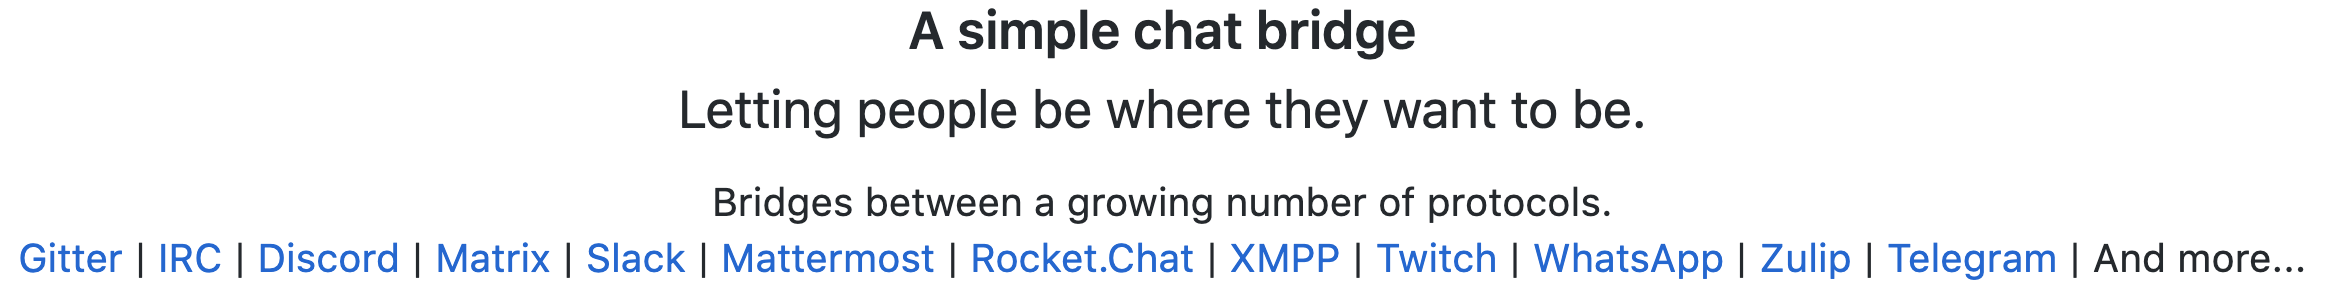 A simple chat bridge
Letting people be where they want to be.
Bridges between a growing number of protocols.
Gitter | IRC | Discord | Matrix | Slack | Mattermost | Rocket.Chat | XMPP | Twitch | WhatsApp | Zulip | Telegram | And more...